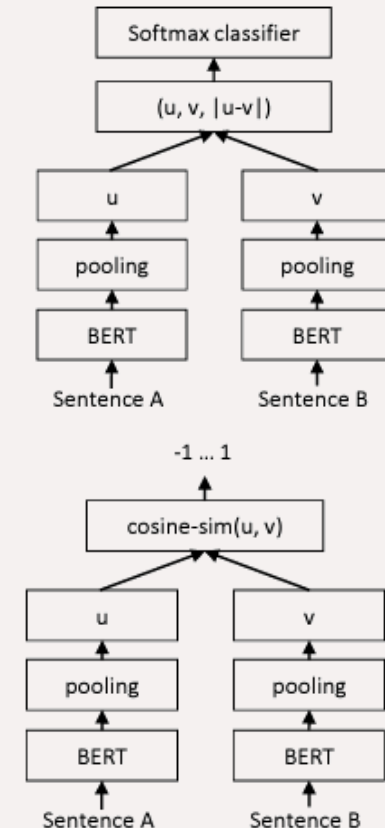 Softmax classifier
(u, v, |u-v|)
u v
pooling pooling
BERT BERT
Sentence A Sentence B
-1 ... 1
cosine-sim(u, v)
u v
pooling pooling
BERT BERT
Sentence A Sentence B